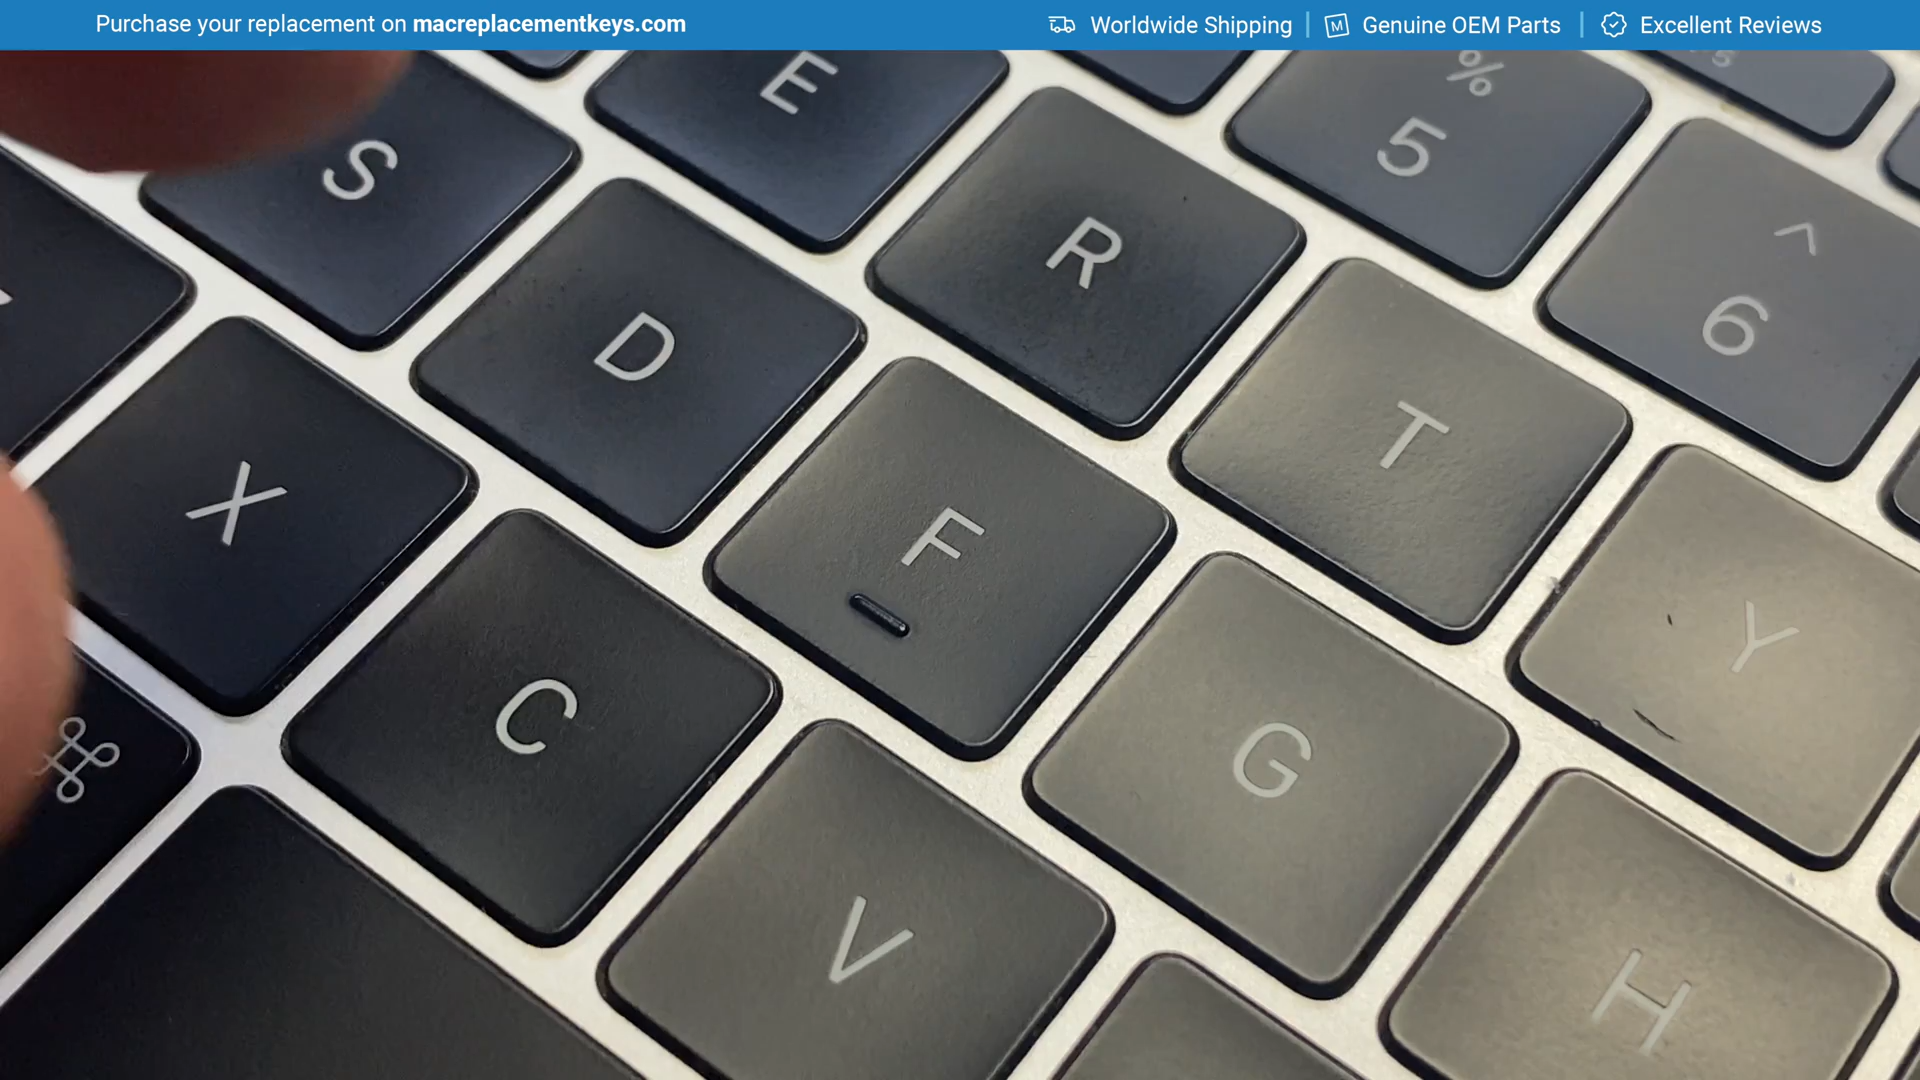 Purchase your replacement on macreplacementkeys.com
Worldwide Shipping
M
Genuine OEM Parts
Excellent Reviews
E
%
5
^
6
S
D
R
T
Y
X
C
F
G
H
⌘
V